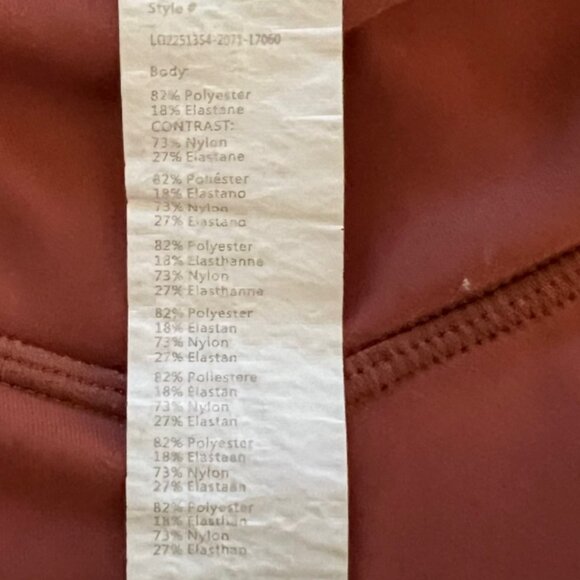 Style #
LO2251354-2071-17060
Body
82% Polyester
18% Elastane
CONTRAST:
73% Nylon
27% Elastane
82% Poliéster
18% Elastano
73% Nylon
27% Elastano
82% Polyester
18% Elasthanne
73% Nylon
27% Elasthanne
82% Polyester
18% Elastan
73% Nylon
27% Elastan
82% Poliestere
18% Elastan
73% Nylon
27% Elastan
82% Polyester
18% Elastaan
73% Nylon
27% Elastaan
82% Polyester
18% Elasthan
73% Nylon
27% Elasthan